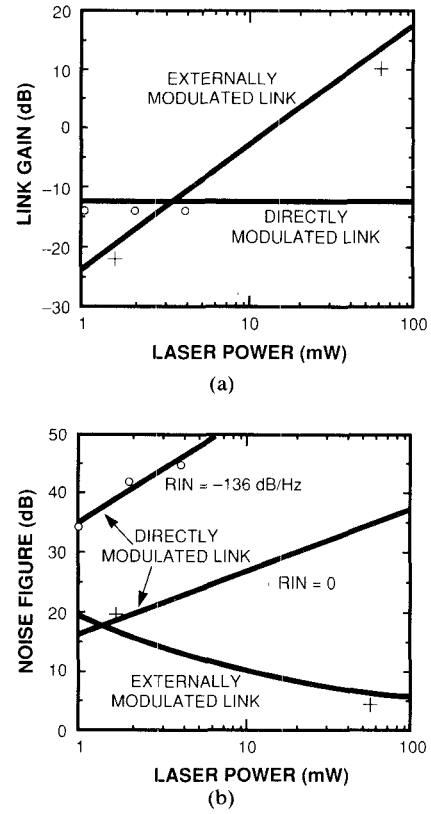 20
10
0
−10
−20
−30
LINK GAIN (dB)
EXTERNALLY
MODULATED LINK
DIRECTLY
MODULATED LINK
1
10
100
LASER POWER (mW)
(a)
50
40
30
20
10
0
NOISE FIGURE (dB)
RIN = −136 dB/Hz
DIRECTLY
MODULATED LINK
RIN = 0
EXTERNALLY
MODULATED LINK
1
10
100
LASER POWER (mW)
(b)